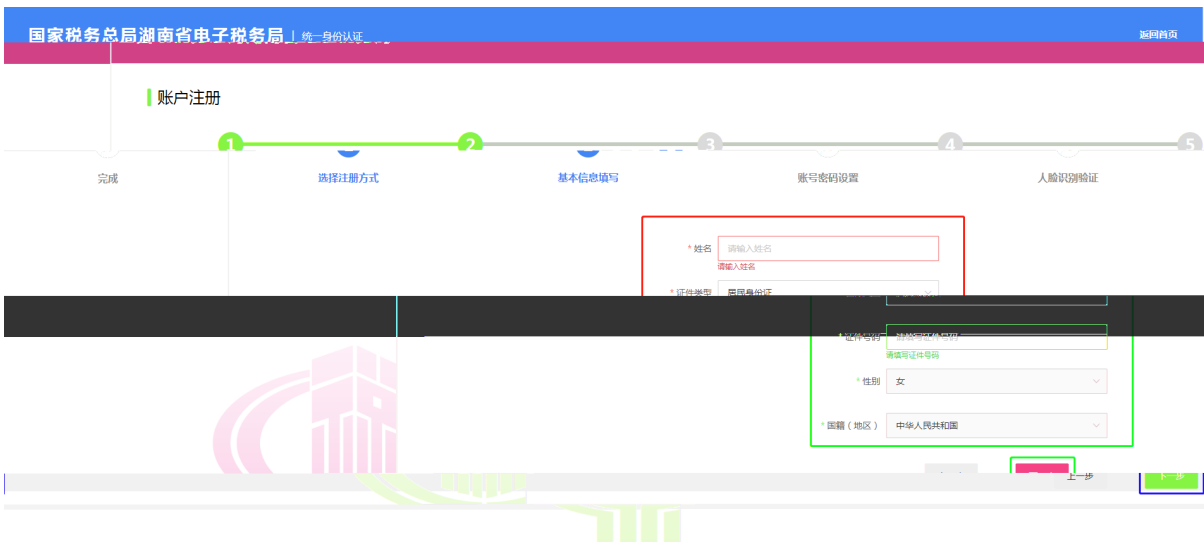 国家税务总局湖南省电子税务局 | 统一身份认证
返回首页
账户注册
1
2
3
4
5
完成
选择注册方式
基本信息填写
账号密码设置
人脸识别验证
* 姓名
请输入姓名
请输入姓名
* 证件类型
居民身份证
* 证件号码
请填写证件号码
请填写证件号码
* 性别
女
* 国籍（地区）
中华人民共和国
上一步
下一步